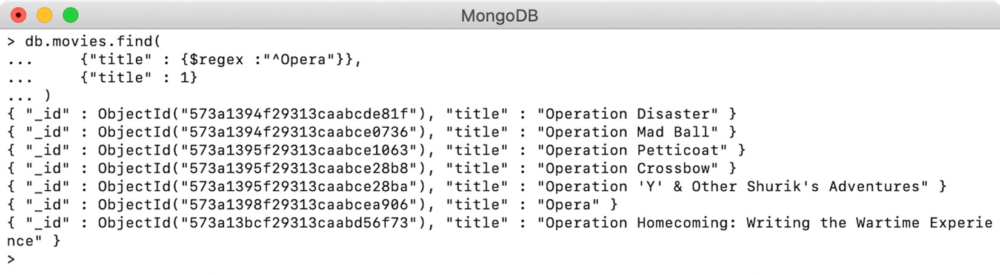 MongoDB
> db.movies.find(
...     {"title" : {$regex :"^Opera"}},
...     {"title" : 1}
... )
{ "_id" : ObjectId("573a1394f29313caabcde81f"), "title" : "Operation Disaster" }
{ "_id" : ObjectId("573a1394f29313caabce0736"), "title" : "Operation Mad Ball" }
{ "_id" : ObjectId("573a1395f29313caabce1063"), "title" : "Operation Petticoat" }
{ "_id" : ObjectId("573a1395f29313caabce28b8"), "title" : "Operation Crossbow" }
{ "_id" : ObjectId("573a1395f29313caabce28ba"), "title" : "Operation 'Y' & Other Shurik's Adventures" }
{ "_id" : ObjectId("573a1398f29313caabcea906"), "title" : "Opera" }
{ "_id" : ObjectId("573a13bcf29313caabd56f73"), "title" : "Operation Homecoming: Writing the Wartime Experie
nce" }
>